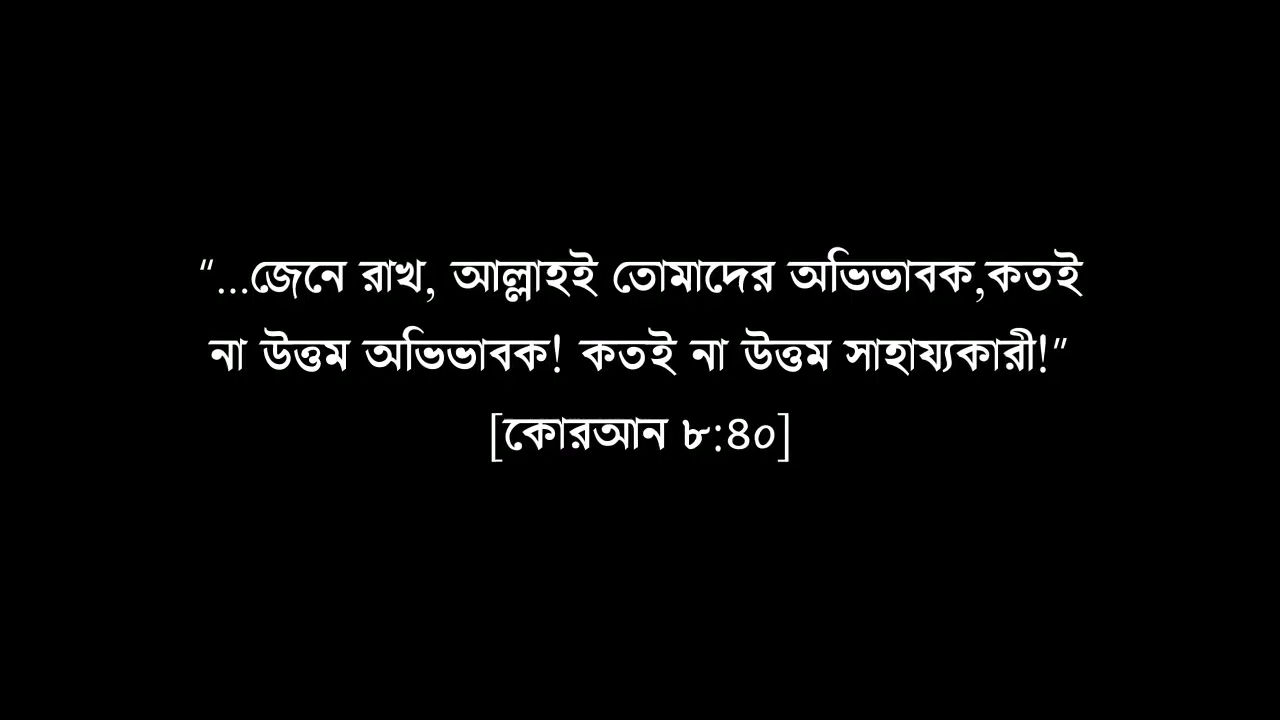 “...জেনে রাখ, আল্লাহই তোমাদের অভিভাবক,কতই
না উত্তম অভিভাবক! কতই না উত্তম সাহায্যকারী!”
[কোরআন ৮:৪০]